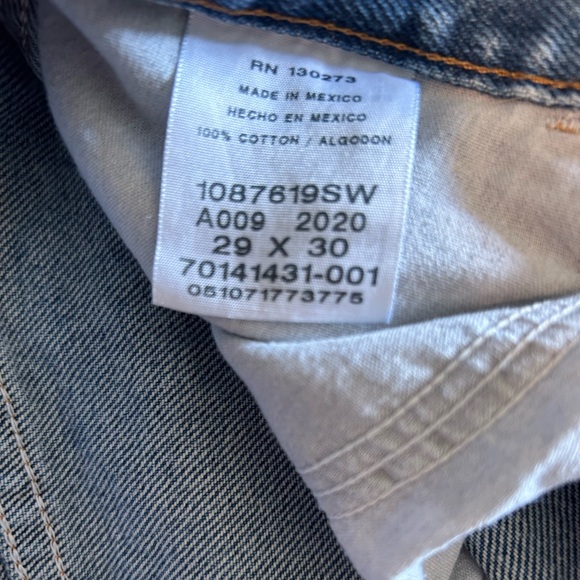 RN 130273
MADE IN MEXICO
HECHO EN MEXICO
100% COTTON / ALGODON
1087619SW
A009 2020
29 X 30
70141431-001
051071773775